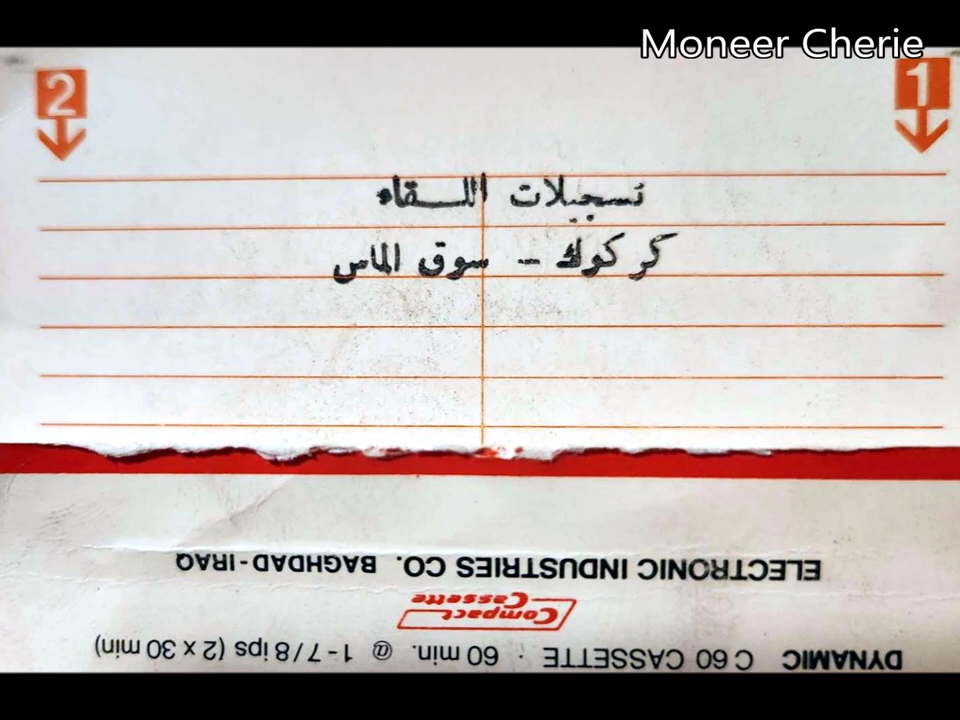 Moneer Cherie
2
1
تسجيلات اللـــقاء
كركوك - سوق الماس
ELECTRONIC INDUSTRIES CO. BAGHDAD-IRAQ
Compact Cassette
DYNAMIC C 60 CASSETTE · 60 min. @ 1-7/8 ips (2 x 30 min)